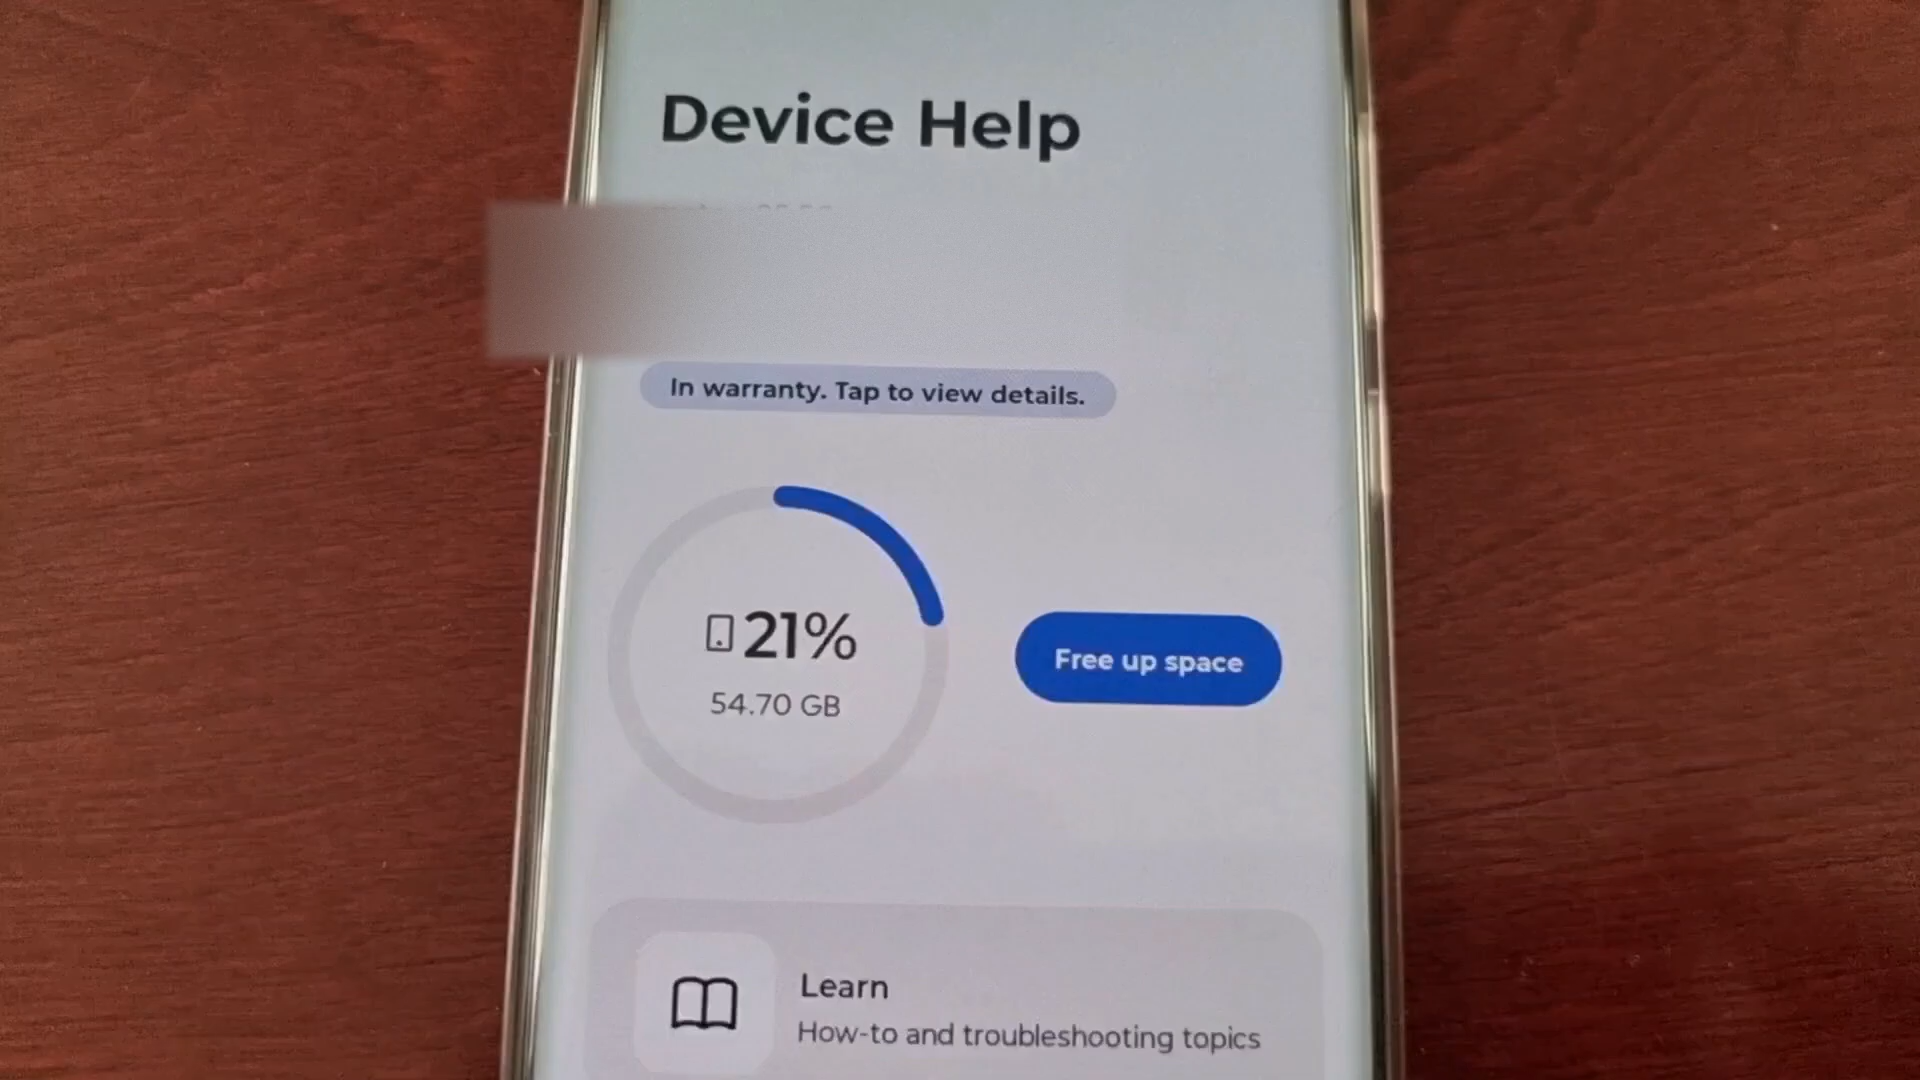 Device Help
In warranty. Tap to view details.
21%
54.70 GB
Free up space
Learn
How-to and troubleshooting topics